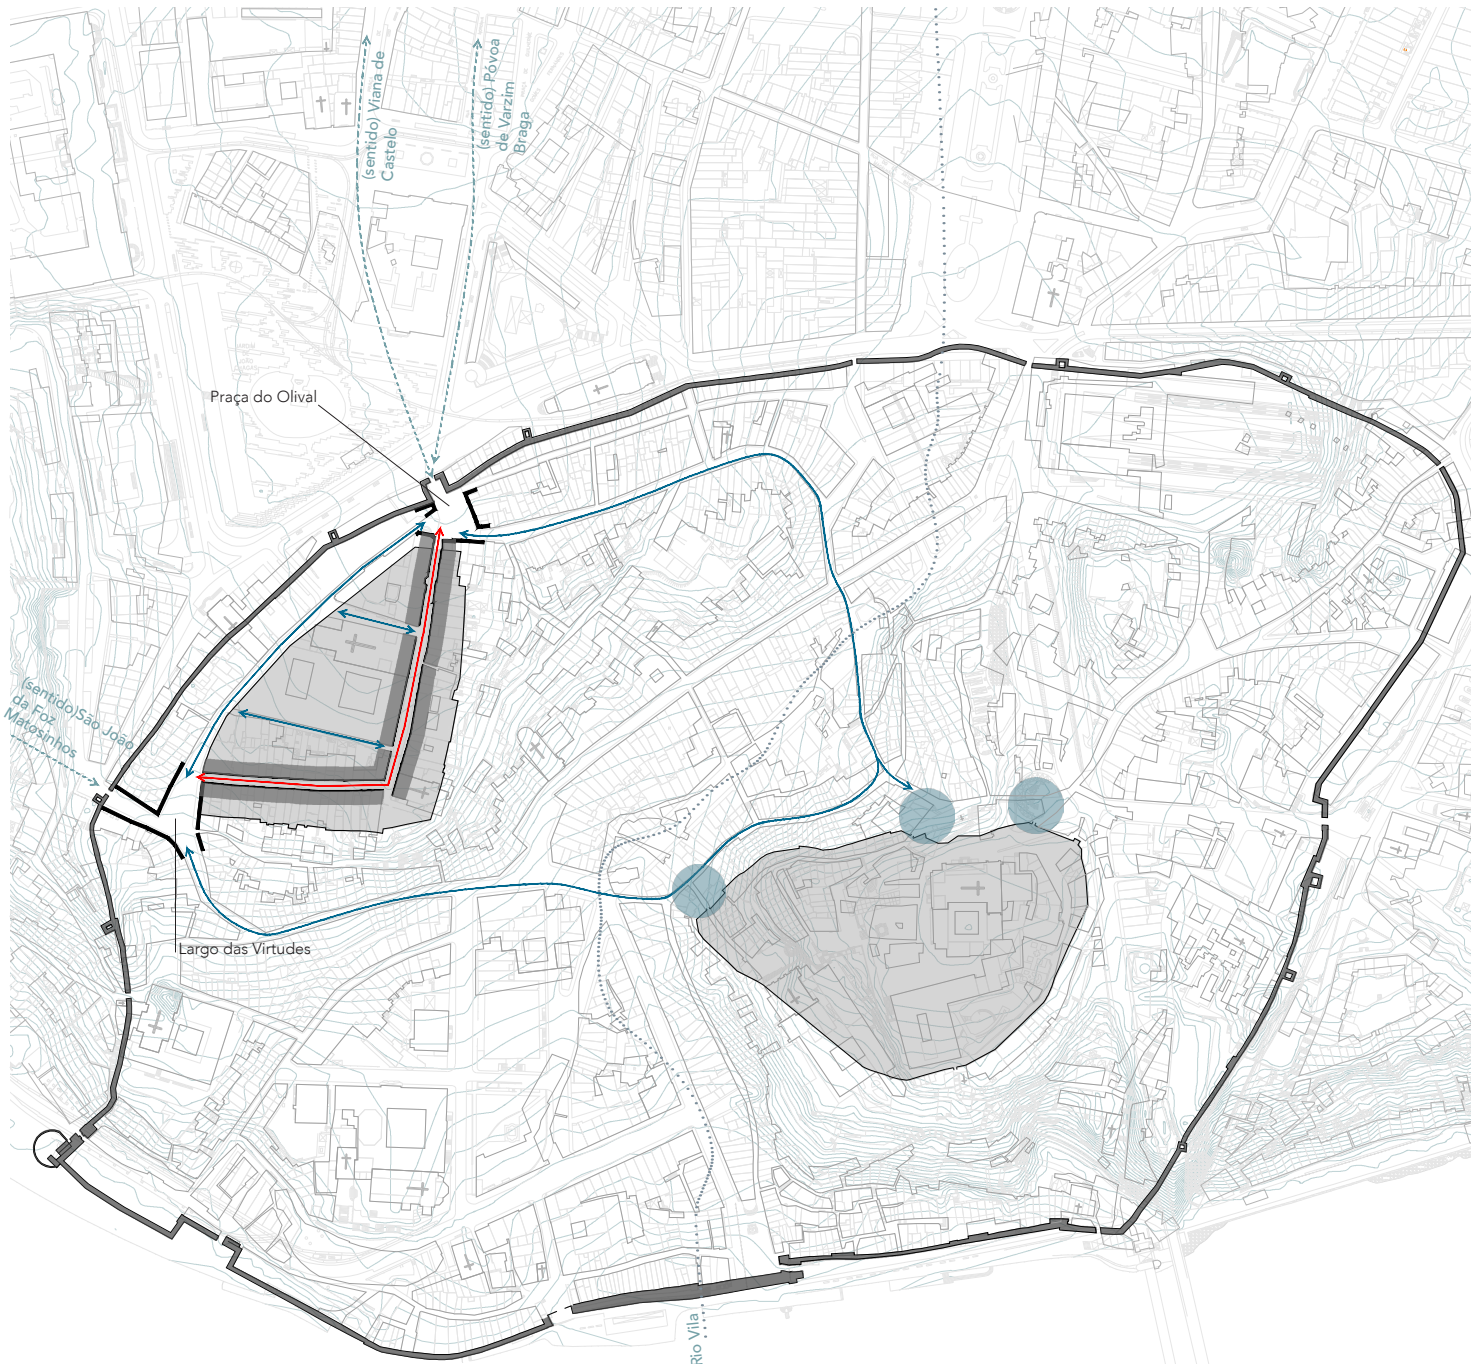 (sentido) Viana de
Castelo
(sentido) Póvoa
de Varzim
Braga
Praça do Olival
(sentido)São João
da Foz
Matosinhos
Largo das Virtudes
Rio Vila